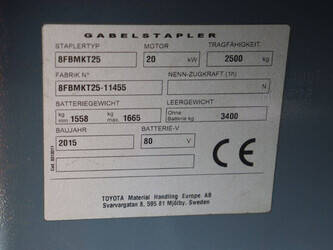 GABELSTAPLER
STAPLERTYP MOTOR TRAGFÄHIGKEIT
8FBMKT25 20 kW 2500 kg
FABRIK N° NENN-ZUGKRAFT (1h)
8FBMKT25-11455 N
BATTERIEGEWICHT LEERGEWICHT
kg min. 1558 kg max. 1665 Ohne Batterie kg 3400
BAUJAHR BATTERIE-V
2015 80 V
CE
TOYOTA Material Handling Europe AB
Svarvargatan 8, 595 81 Mjölby, Sweden